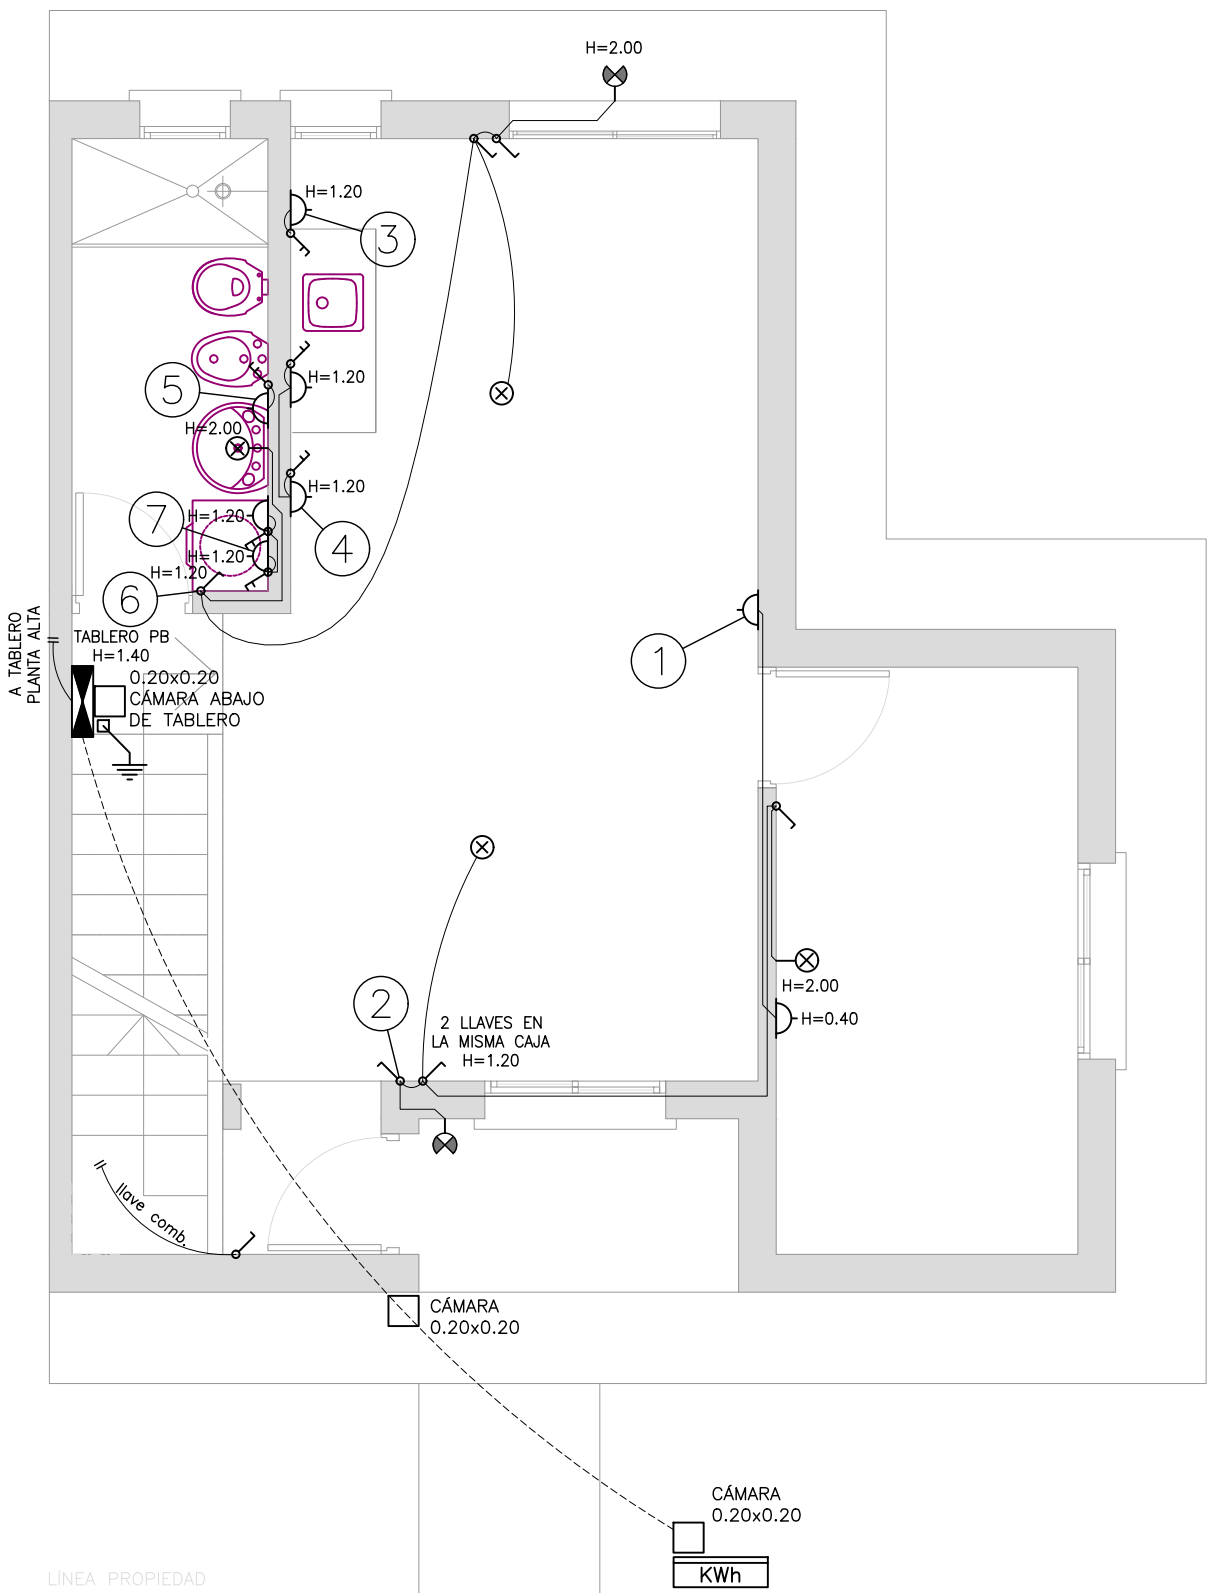 H=2.00
H=1.20
3
H=1.20
5
H=2.00
H=1.20
H=1.20
7
4
H=1.20
H=1.20
6
A TABLERO
PLANTA ALTA
TABLERO PB
H=1.40
0.20x0.20
CÁMARA ABAJO
DE TABLERO
1
2
2 LLAVES EN
LA MISMA CAJA
H=1.20
H=2.00
H=0.40
llave comb.
CÁMARA
0.20x0.20
CÁMARA
0.20x0.20
KWh
LÍNEA PROPIEDAD